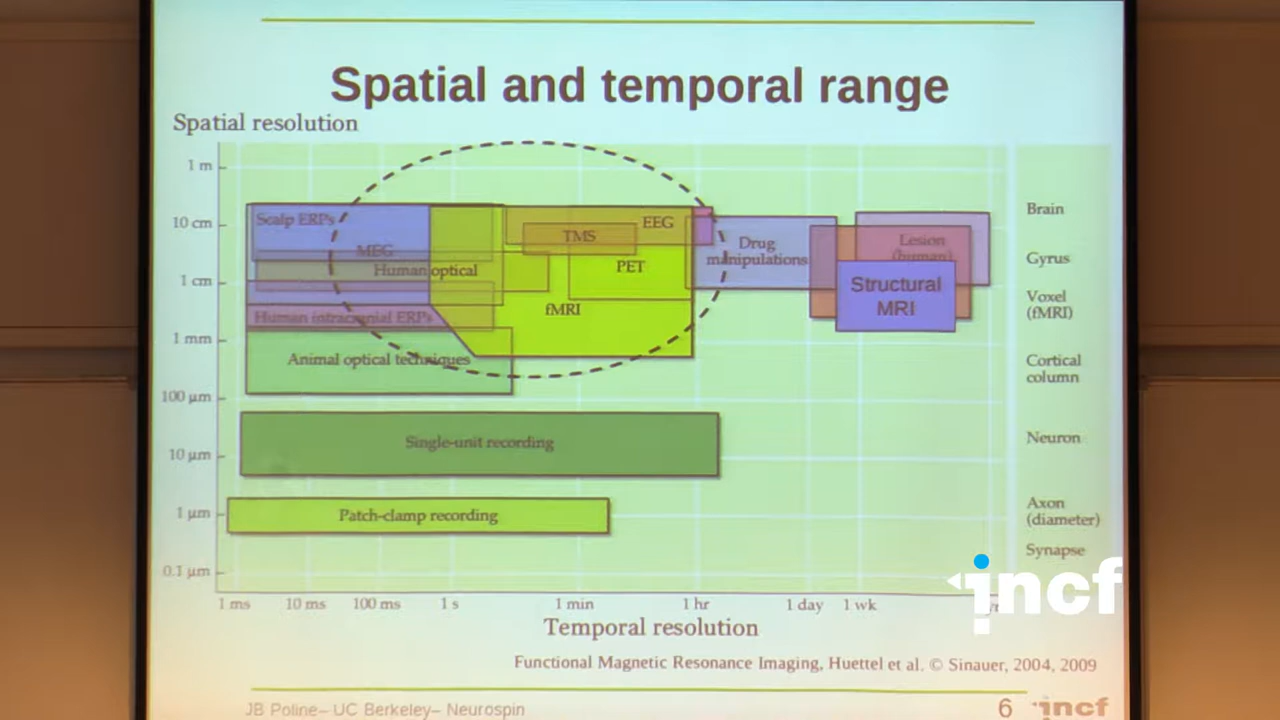 Spatial and temporal range
Spatial resolution
1 m
10 cm
1 cm
1 mm
100 µm
10 µm
1 µm
0.1 µm
Scalp ERPs
MEG
Human optical
Human intracranial ERPs
Animal optical techniques
EEG
TMS
PET
fMRI
Drug
manipulations
Lesion
(human)
Structural
MRI
Single-unit recording
Patch-clamp recording
Brain
Gyrus
Voxel
(fMRI)
Cortical
column
Neuron
Axon
(diameter)
Synapse
incf
1 ms 10 ms 100 ms 1 s 1 min 1 hr 1 day 1 wk
Temporal resolution
Functional Magnetic Resonance Imaging, Huettel et al. © Sinauer, 2004, 2009
JB Poline– UC Berkeley– Neurospin 6 incf